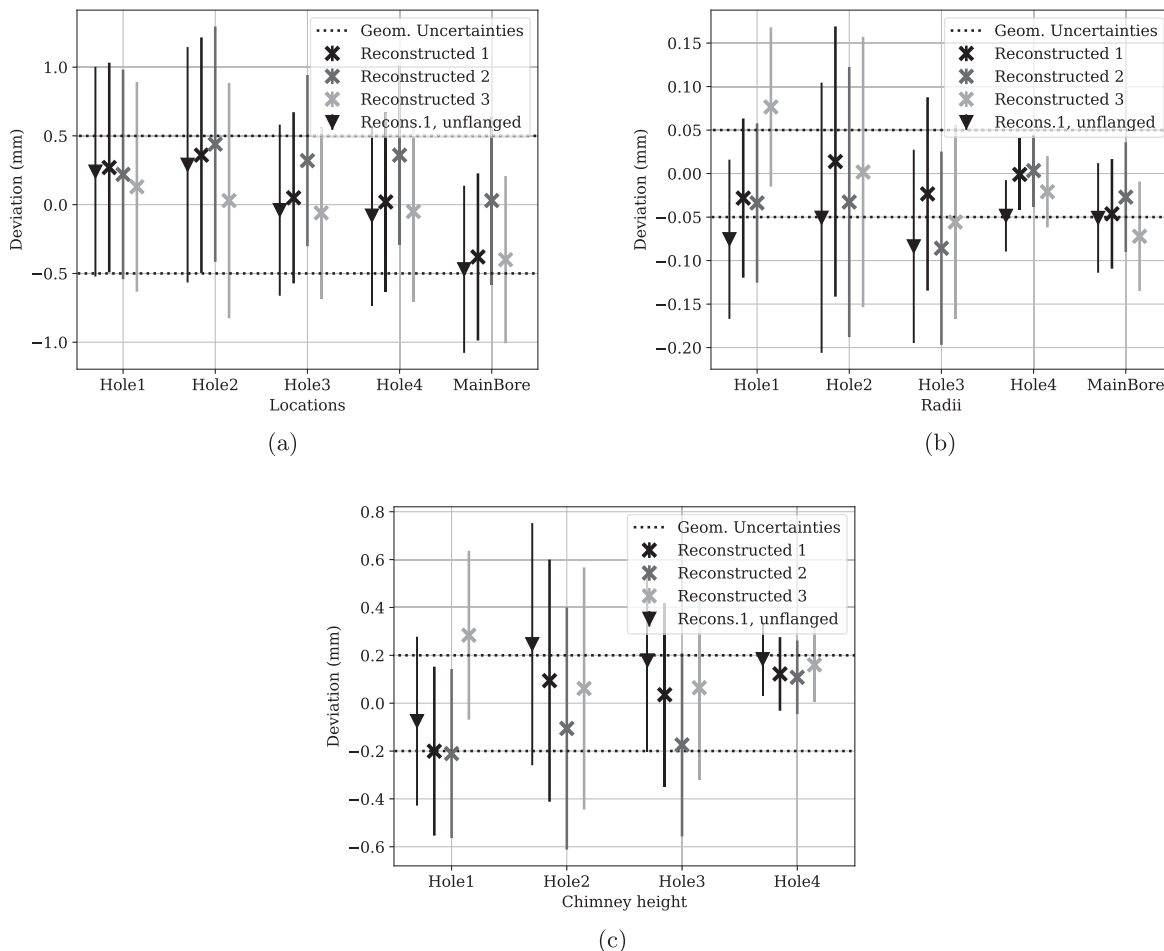 Geom. Uncertainties
Reconstructed 1
Reconstructed 2
Reconstructed 3
Recons.1, unflanged
Deviation (mm)
1.0
0.5
0.0
−0.5
−1.0
Hole1 Hole2 Hole3 Hole4 MainBore
Locations
(a)
Geom. Uncertainties
Reconstructed 1
Reconstructed 2
Reconstructed 3
Recons.1, unflanged
Deviation (mm)
0.15
0.10
0.05
0.00
−0.05
−0.10
−0.15
−0.20
Hole1 Hole2 Hole3 Hole4 MainBore
Radii
(b)
Geom. Uncertainties
Reconstructed 1
Reconstructed 2
Reconstructed 3
Recons.1, unflanged
Deviation (mm)
0.8
0.6
0.4
0.2
0.0
−0.2
−0.4
−0.6
Hole1 Hole2 Hole3 Hole4
Chimney height
(c)